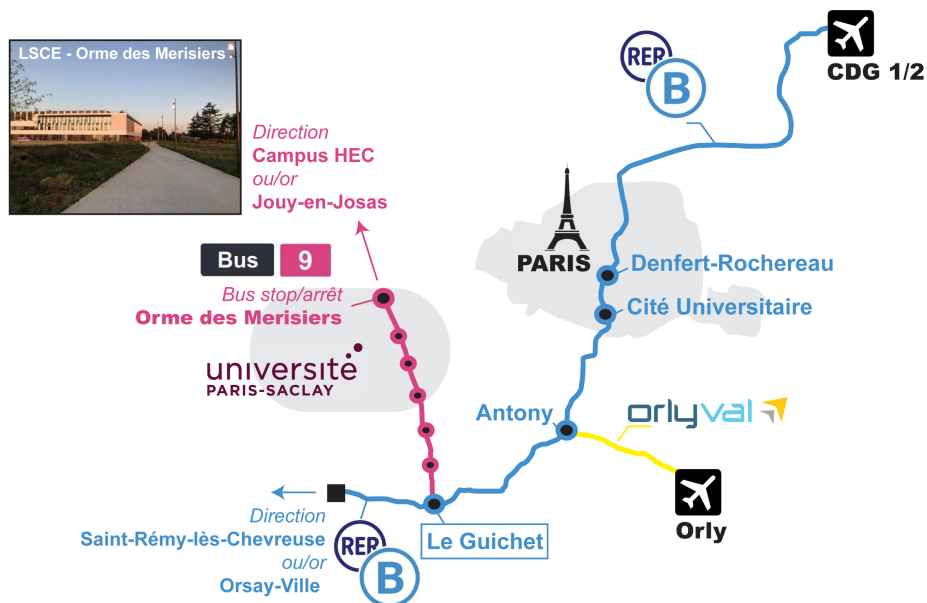 LSCE - Orme des Merisiers
RER
B
CDG 1/2
Direction
Campus HEC
ou/or
Jouy-en-Josas
Bus 9
PARIS
Denfert-Rochereau
Cité Universitaire
Bus stop/arrêt
Orme des Merisiers
université
PARIS-SACLAY
Antony
orlyval
Orly
Direction
Saint-Rémy-lès-Chevreuse
ou/or
Orsay-Ville
RER
B
Le Guichet